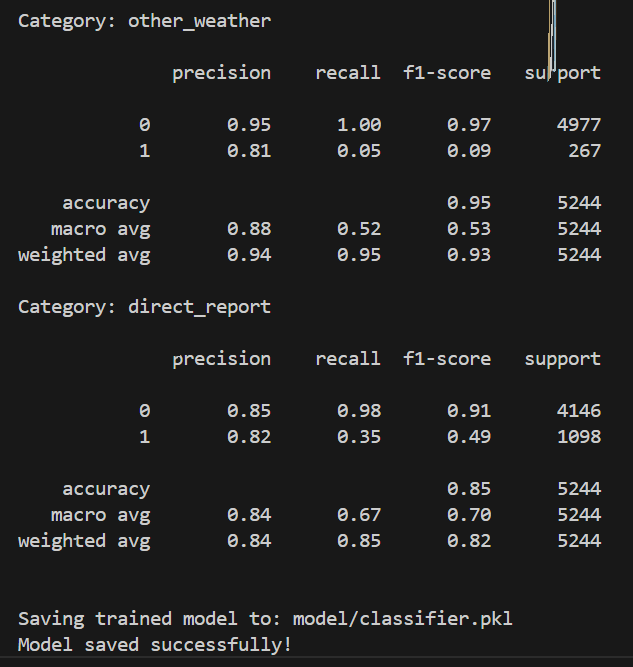 Category: other_weather
precision recall f1-score support
0 0.95 1.00 0.97 4977
1 0.81 0.05 0.09 267
accuracy 0.95 5244
macro avg 0.88 0.52 0.53 5244
weighted avg 0.94 0.95 0.93 5244
Category: direct_report
precision recall f1-score support
0 0.85 0.98 0.91 4146
1 0.82 0.35 0.49 1098
accuracy 0.85 5244
macro avg 0.84 0.67 0.70 5244
weighted avg 0.84 0.85 0.82 5244
Saving trained model to: model/classifier.pkl
Model saved successfully!